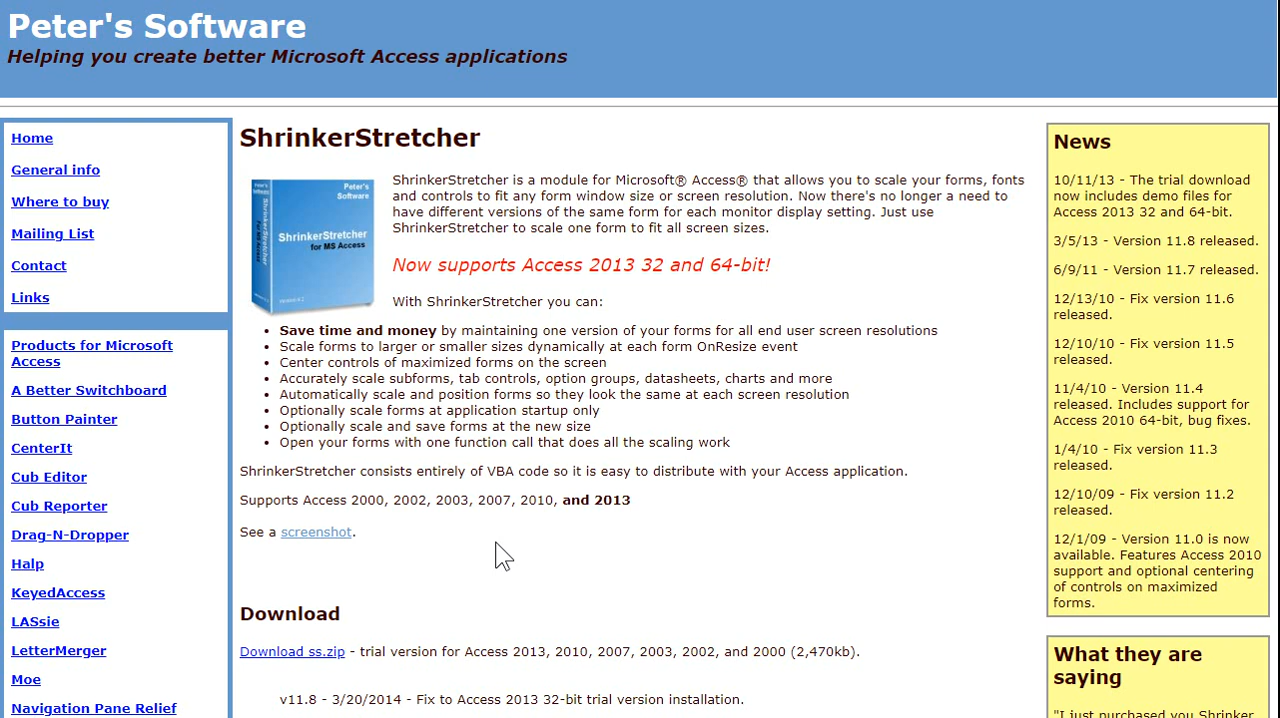 Peter's Software
Helping you create better Microsoft Access applications
Home
General info
Where to buy
Mailing List
Contact
Links
Products for Microsoft
Access
A Better Switchboard
Button Painter
CenterIt
Cub Editor
Cub Reporter
Drag-N-Dropper
Halp
KeyedAccess
LASsie
LetterMerger
Moe
Navigation Pane Relief
ShrinkerStretcher
Peter's
Software
ShrinkerStretcher
for MS Access
ShrinkerStretcher is a module for Microsoft® Access® that allows you to scale your forms, fonts
and controls to fit any form window size or screen resolution. Now there's no longer a need to
have different versions of the same form for each monitor display setting. Just use
ShrinkerStretcher to scale one form to fit all screen sizes.
Now supports Access 2013 32 and 64-bit!
With ShrinkerStretcher you can:
• Save time and money by maintaining one version of your forms for all end user screen resolutions
• Scale forms to larger or smaller sizes dynamically at each form OnResize event
• Center controls of maximized forms on the screen
• Accurately scale subforms, tab controls, option groups, datasheets, charts and more
• Automatically scale and position forms so they look the same at each screen resolution
• Optionally scale forms at application startup only
• Optionally scale and save forms at the new size
• Open your forms with one function call that does all the scaling work
ShrinkerStretcher consists entirely of VBA code so it is easy to distribute with your Access application.
Supports Access 2000, 2002, 2003, 2007, 2010, and 2013
See a screenshot.
Download
Download ss.zip - trial version for Access 2013, 2010, 2007, 2003, 2002, and 2000 (2,470kb).
v11.8 - 3/20/2014 - Fix to Access 2013 32-bit trial version installation.
News
10/11/13 - The trial download
now includes demo files for
Access 2013 32 and 64-bit.
3/5/13 - Version 11.8 released.
6/9/11 - Version 11.7 released.
12/13/10 - Fix version 11.6
released.
12/10/10 - Fix version 11.5
released.
11/4/10 - Version 11.4
released. Includes support for
Access 2010 64-bit, bug fixes.
1/4/10 - Fix version 11.3
released.
12/10/09 - Fix version 11.2
released.
12/1/09 - Version 11.0 is now
available. Features Access 2010
support and optional centering
of controls on maximized
forms.
What they are
saying
"I just purchased you Shrinker